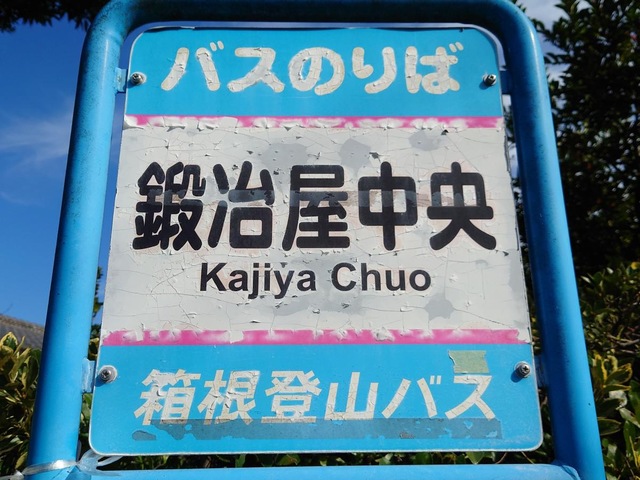 バスのりば
鍛冶屋中央
Kajiya Chuo
箱根登山バス